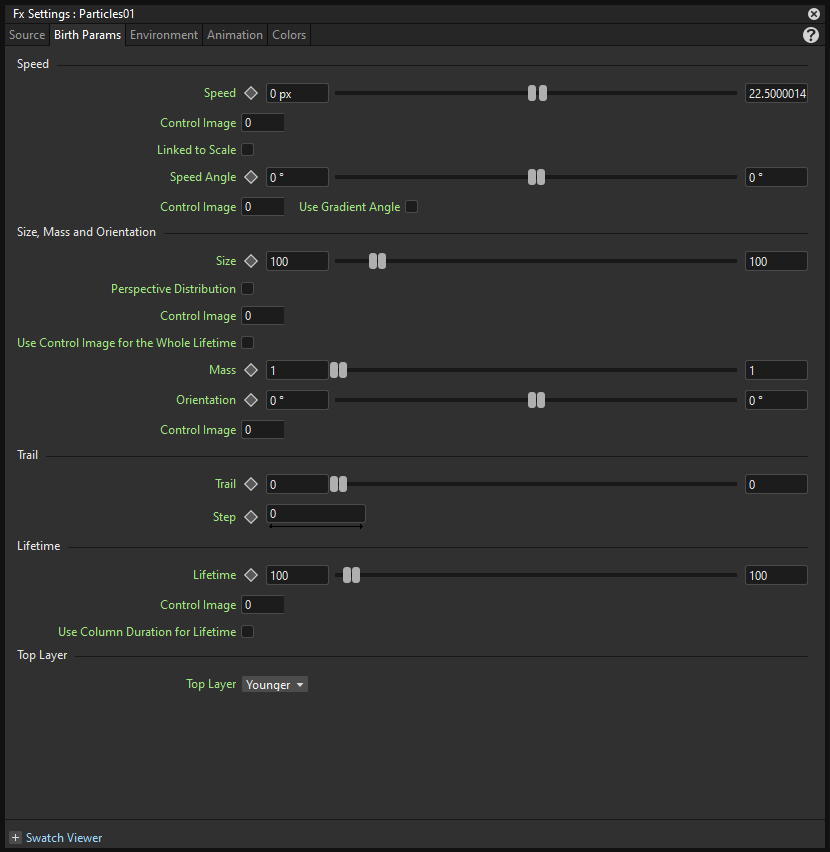 Fx Settings : Particles01
Source Birth Params Environment Animation Colors ?
Speed
Speed 0 px 22.5000014
Control Image 0
Linked to Scale
Speed Angle 0 ° 0 °
Control Image 0 Use Gradient Angle
Size, Mass and Orientation
Size 100 100
Perspective Distribution
Control Image 0
Use Control Image for the Whole Lifetime
Mass 1 1
Orientation 0 ° 0 °
Control Image 0
Trail
Trail 0 0
Step 0
Lifetime
Lifetime 100 100
Control Image 0
Use Column Duration for Lifetime
Top Layer
Top Layer Younger
+ Swatch Viewer